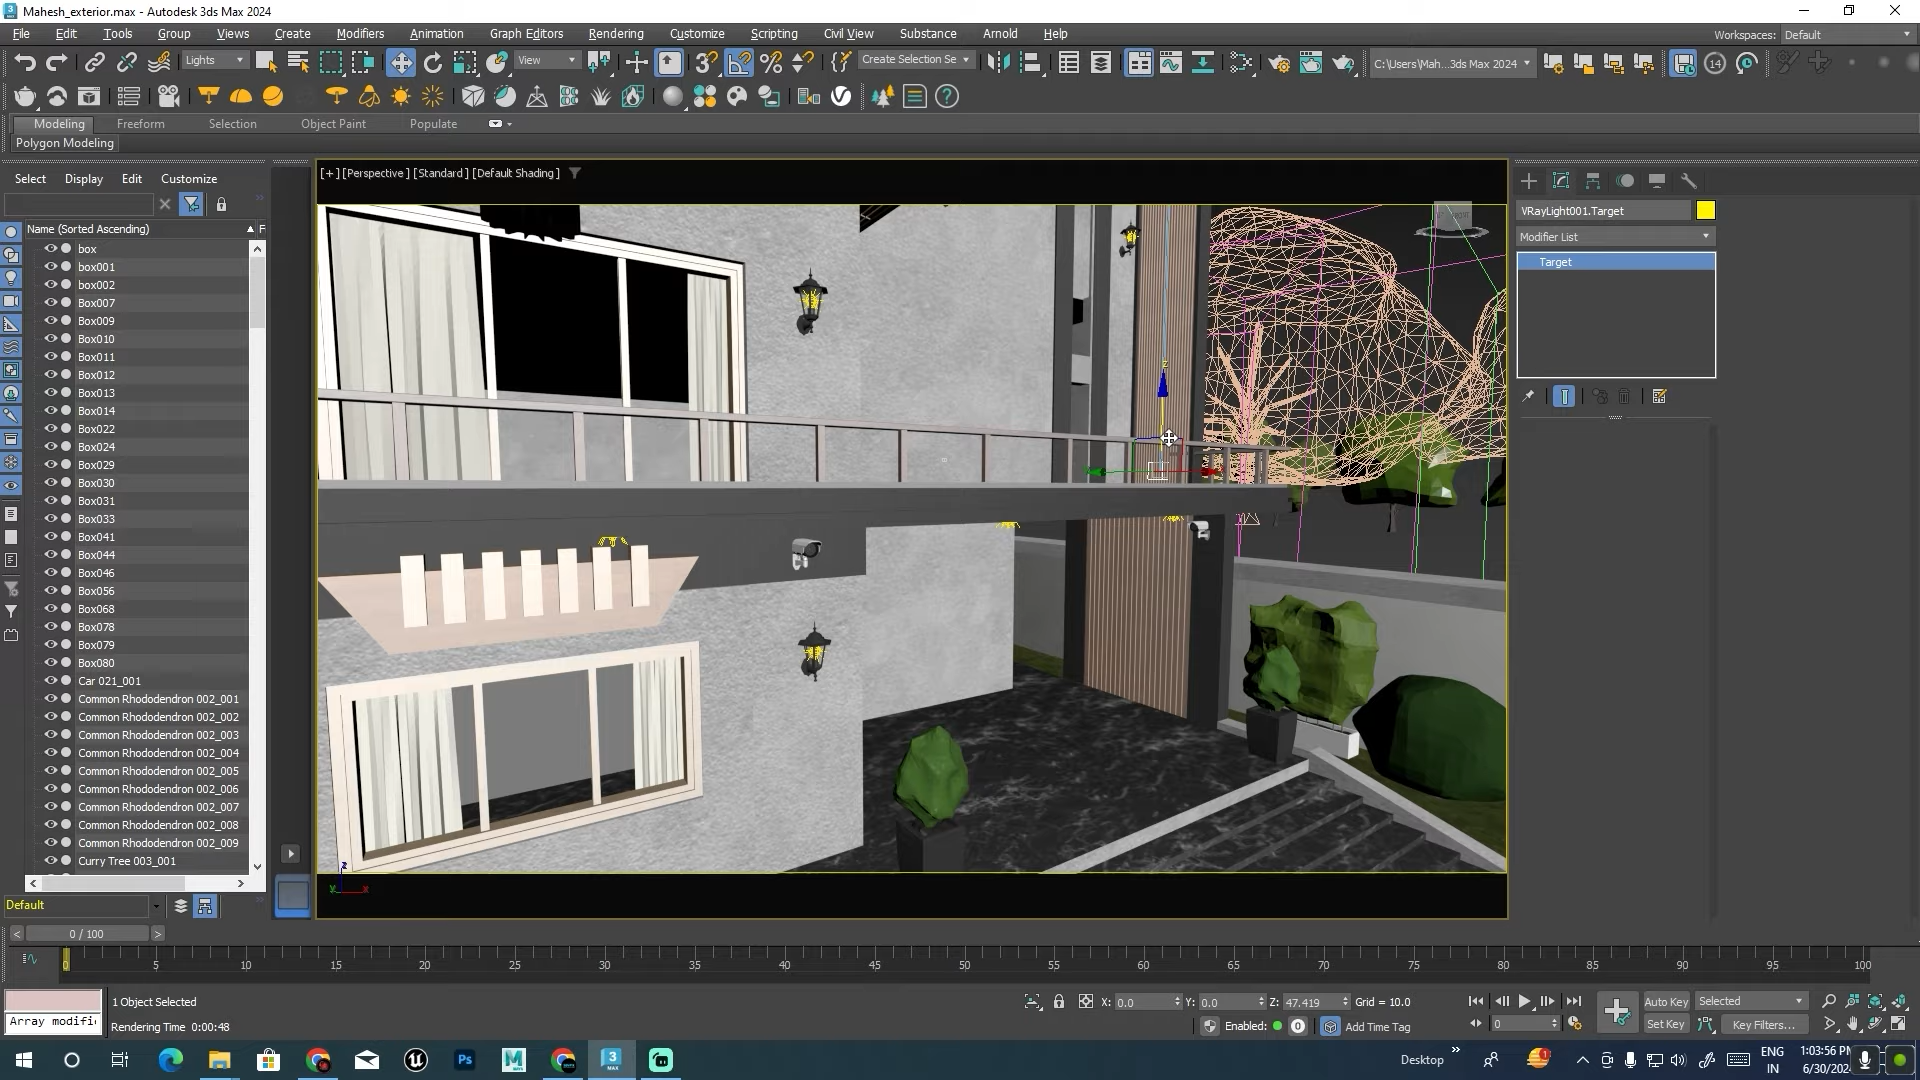 Mahesh_exterior.max - Autodesk 3ds Max 2024
File Edit Tools Group Views Create Modifiers Animation Graph Editors Rendering Customize Scripting Civil View Substance Arnold Help
Workspaces: Default
Lights
View
Create Selection Se
C:\Users\Mah...3ds Max 2024
14
Modeling Freeform Selection Object Paint Populate
Polygon Modeling
Select Display Edit Customize
Name (Sorted Ascending) F
box
box001
box002
Box007
Box009
Box010
Box011
Box012
Box013
Box014
Box022
Box024
Box029
Box030
Box031
Box033
Box041
Box044
Box046
Box056
Box068
Box078
Box079
Box080
Car 021_001
Common Rhododendron 002_001
Common Rhododendron 002_002
Common Rhododendron 002_003
Common Rhododendron 002_004
Common Rhododendron 002_005
Common Rhododendron 002_006
Common Rhododendron 002_007
Common Rhododendron 002_008
Common Rhododendron 002_009
Curry Tree 003_001
Default
[+] [Perspective ] [Standard ] [Default Shading ]
z
z
y x
VRayLight001.Target
Modifier List
Target
< 0 / 100 >
0 5 10 15 20 25 30 35 40 45 50 55 60 65 70 75 80 85 90 95 100
1 Object Selected
Array modifi
Rendering Time 0:00:48
X: 0.0 Y: 0.0 Z: 47.419 Grid = 10.0
Enabled: 0 Add Time Tag
0
Auto Key Selected
Set Key Key Filters...
Desktop
ENG
IN
1:03:56